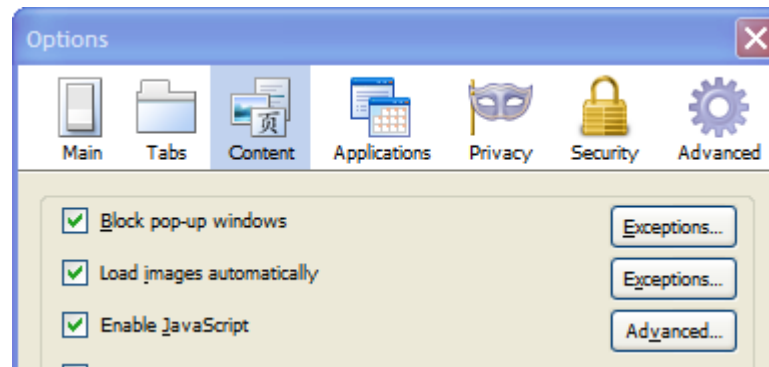 Options
页
Main Tabs Content Applications Privacy Security Advanced
Block pop-up windows Exceptions...
Load images automatically Exceptions...
Enable JavaScript Advanced...